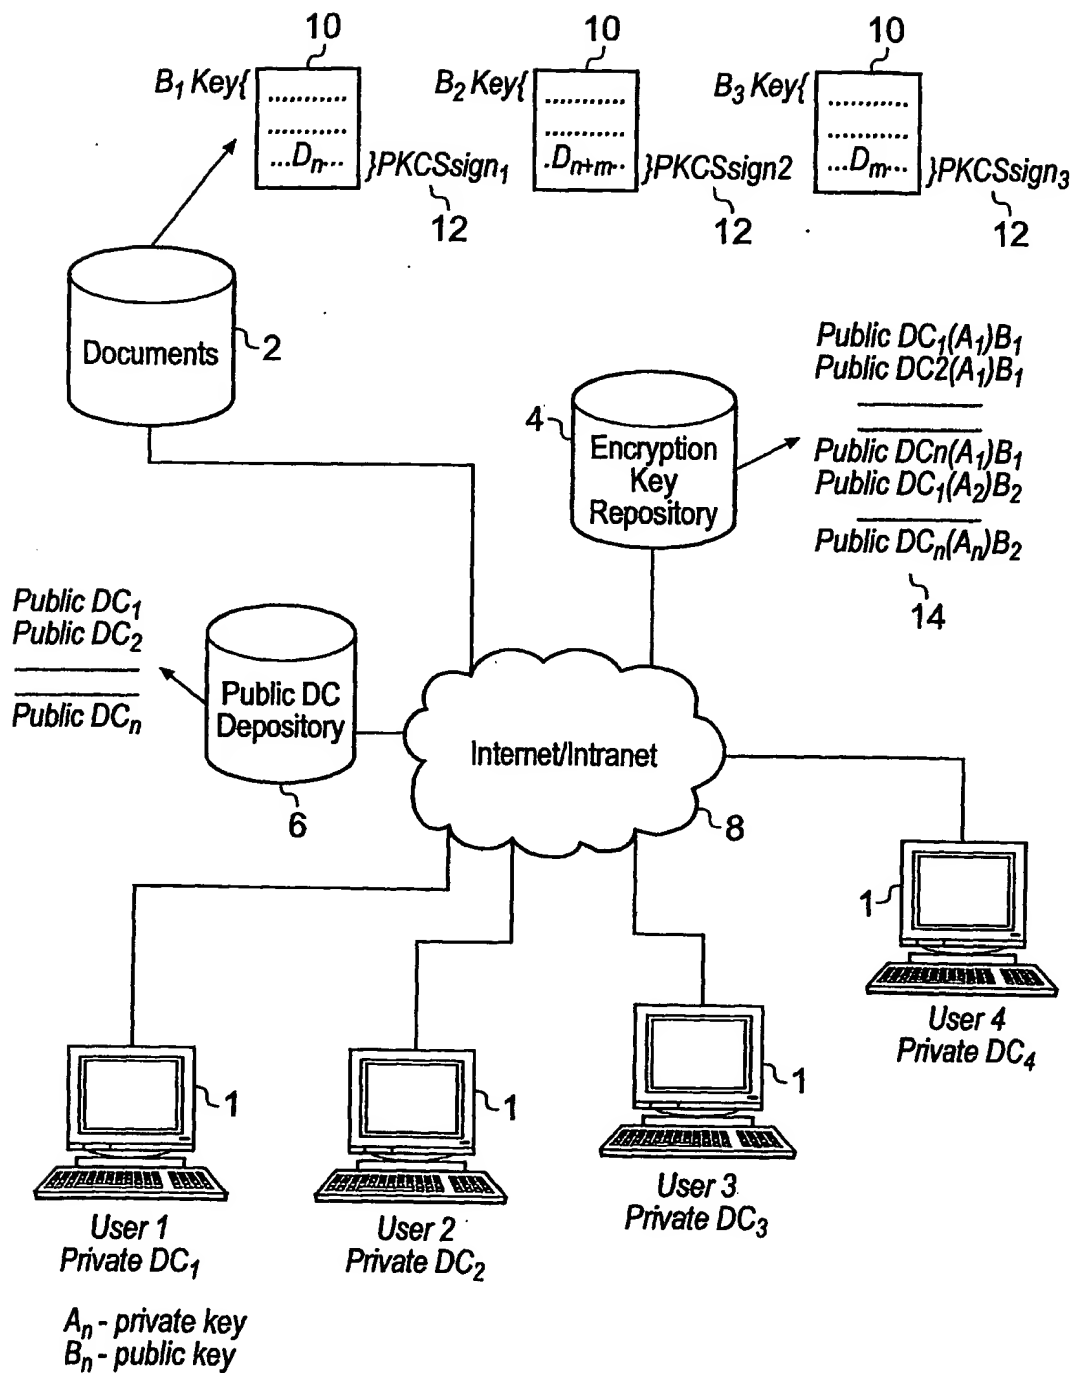 10 10 10
B₁ Key{ B₂ Key{ B₃ Key{
........... ........... ...........
........... ........... ...........
...Dₙ... .Dₙ₊ₘ.. ...Dₘ...
}PKCSsign₁ }PKCSsign2 }PKCSsign₃
12 12 12
Documents 2
Public DC₁(A₁)B₁
Public DC2(A₁)B₁
Public DCn(A₁)B₁
Public DC₁(A₂)B₂
Public DCₙ(Aₙ)B₂
14
4 Encryption
Key
Repository
Public DC₁
Public DC₂
Public DCₙ
Public DC
Depository
6
Internet/Intranet
8
1
User 4
Private DC₄
1
User 1
Private DC₁
1
User 2
Private DC₂
1
User 3
Private DC₃
Aₙ - private key
Bₙ - public key